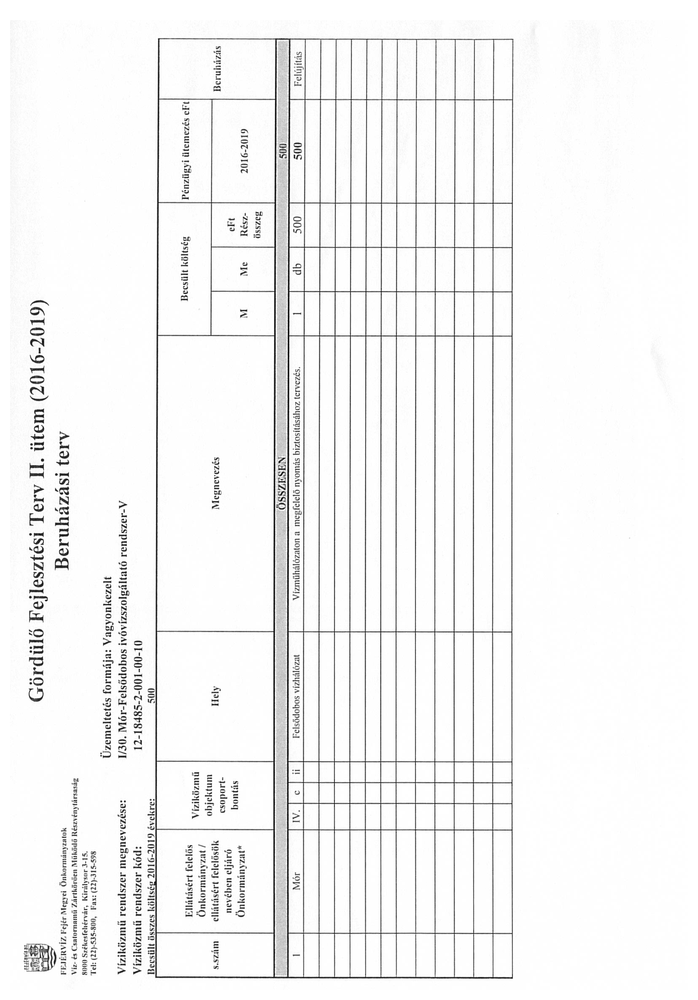 FEJÉRVÍZ Fejér Megyei Önkormányzatok
Víz- és Csatornamű Zártkörően Működő Részvénytársaság
8000 Székesfehérvár, Királysor 3-15.
Tel: (22)-535-800, Fax: (22)-315-598
Gördülő Fejlesztési Terv II. ütem (2016-2019)
Beruházási terv
Üzemeltetés formája: Vagyonkezelt
Víziközmű rendszer megnevezése: I/30. Mór-Felsődobos ivóvízszolgáltató rendszer-V
Víziközmű rendszer kód: 12-18485-2-001-00-10
Becsült összes költség 2016-2019 évekre: 500
s.szám
Ellátásért felelős
Önkormányzat /
ellátásért felelősök
nevében eljáró
Önkormányzat*
Víziközmű
objektum
csoport-
bontás
Hely
Megnevezés
Becsült költség
M
Me
eFt
Rész-
összeg
Pénzügyi ütemezés eFt
2016-2019
Beruházás
ÖSSZESEN 500
1 Mór IV. c ii Felsődobos vízhálózat Vízműhálózaton a megfelelő nyomás biztosításához tervezés. 1 db 500 500 Felújítás